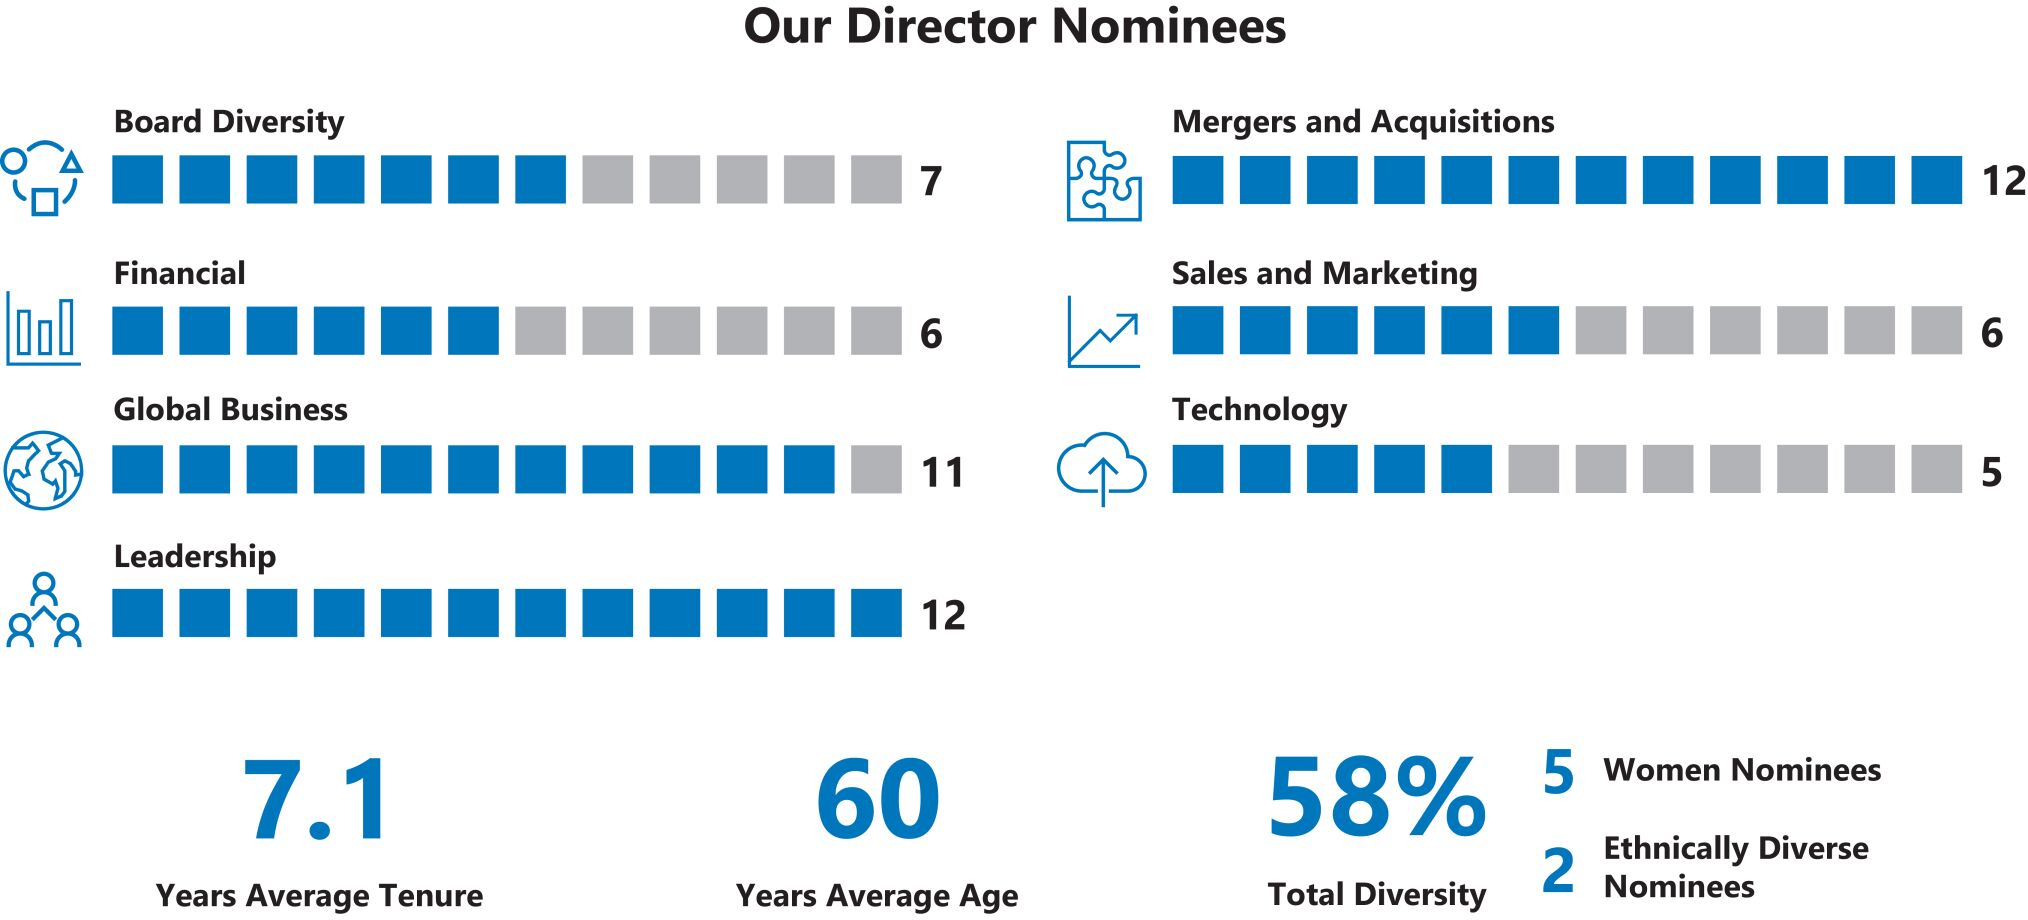 Our Director Nominees
Board Diversity
7
Financial
6
Global Business
11
Leadership
12
Mergers and Acquisitions
12
Sales and Marketing
6
Technology
5
7.1
Years Average Tenure
60
Years Average Age
58%
Total Diversity
5 Women Nominees
2 Ethnically Diverse
Nominees